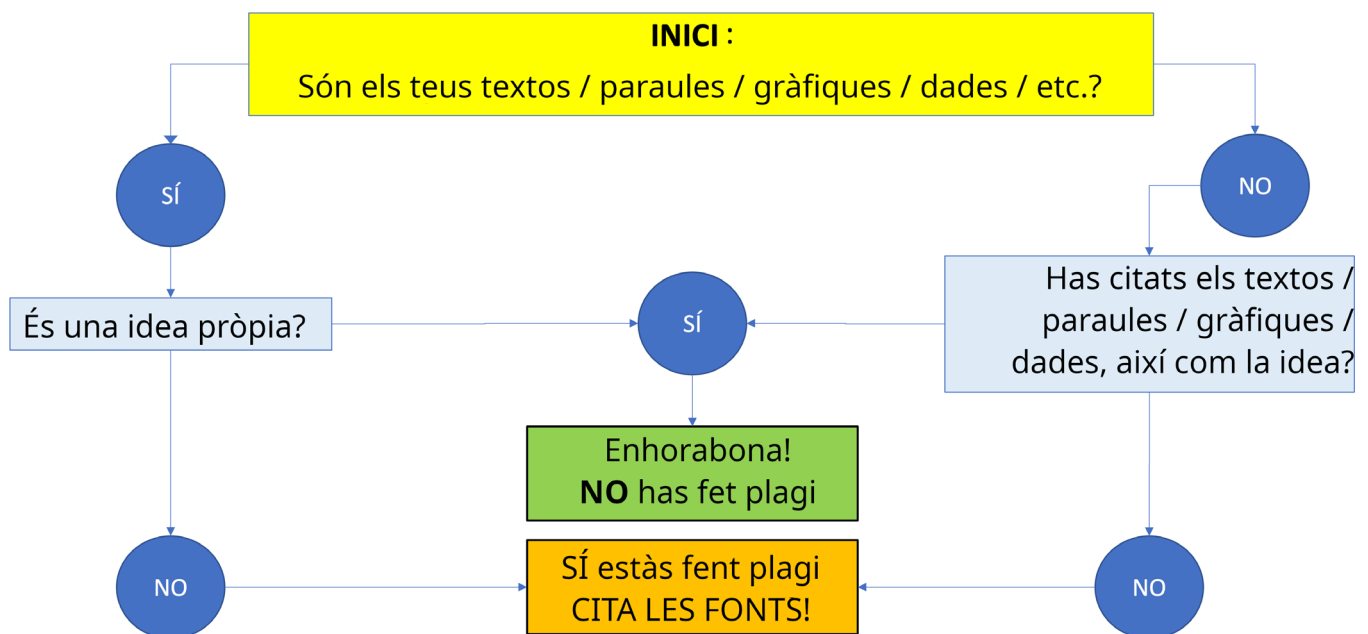 INICI :
Són els teus textos / paraules / gràfiques / dades / etc.?
SÍ
NO
És una idea pròpia?
SÍ
Has citats els textos /
paraules / gràfiques /
dades, així com la idea?
Enhorabona!
NO has fet plagi
NO
SÍ estàs fent plagi
CITA LES FONTS!
NO